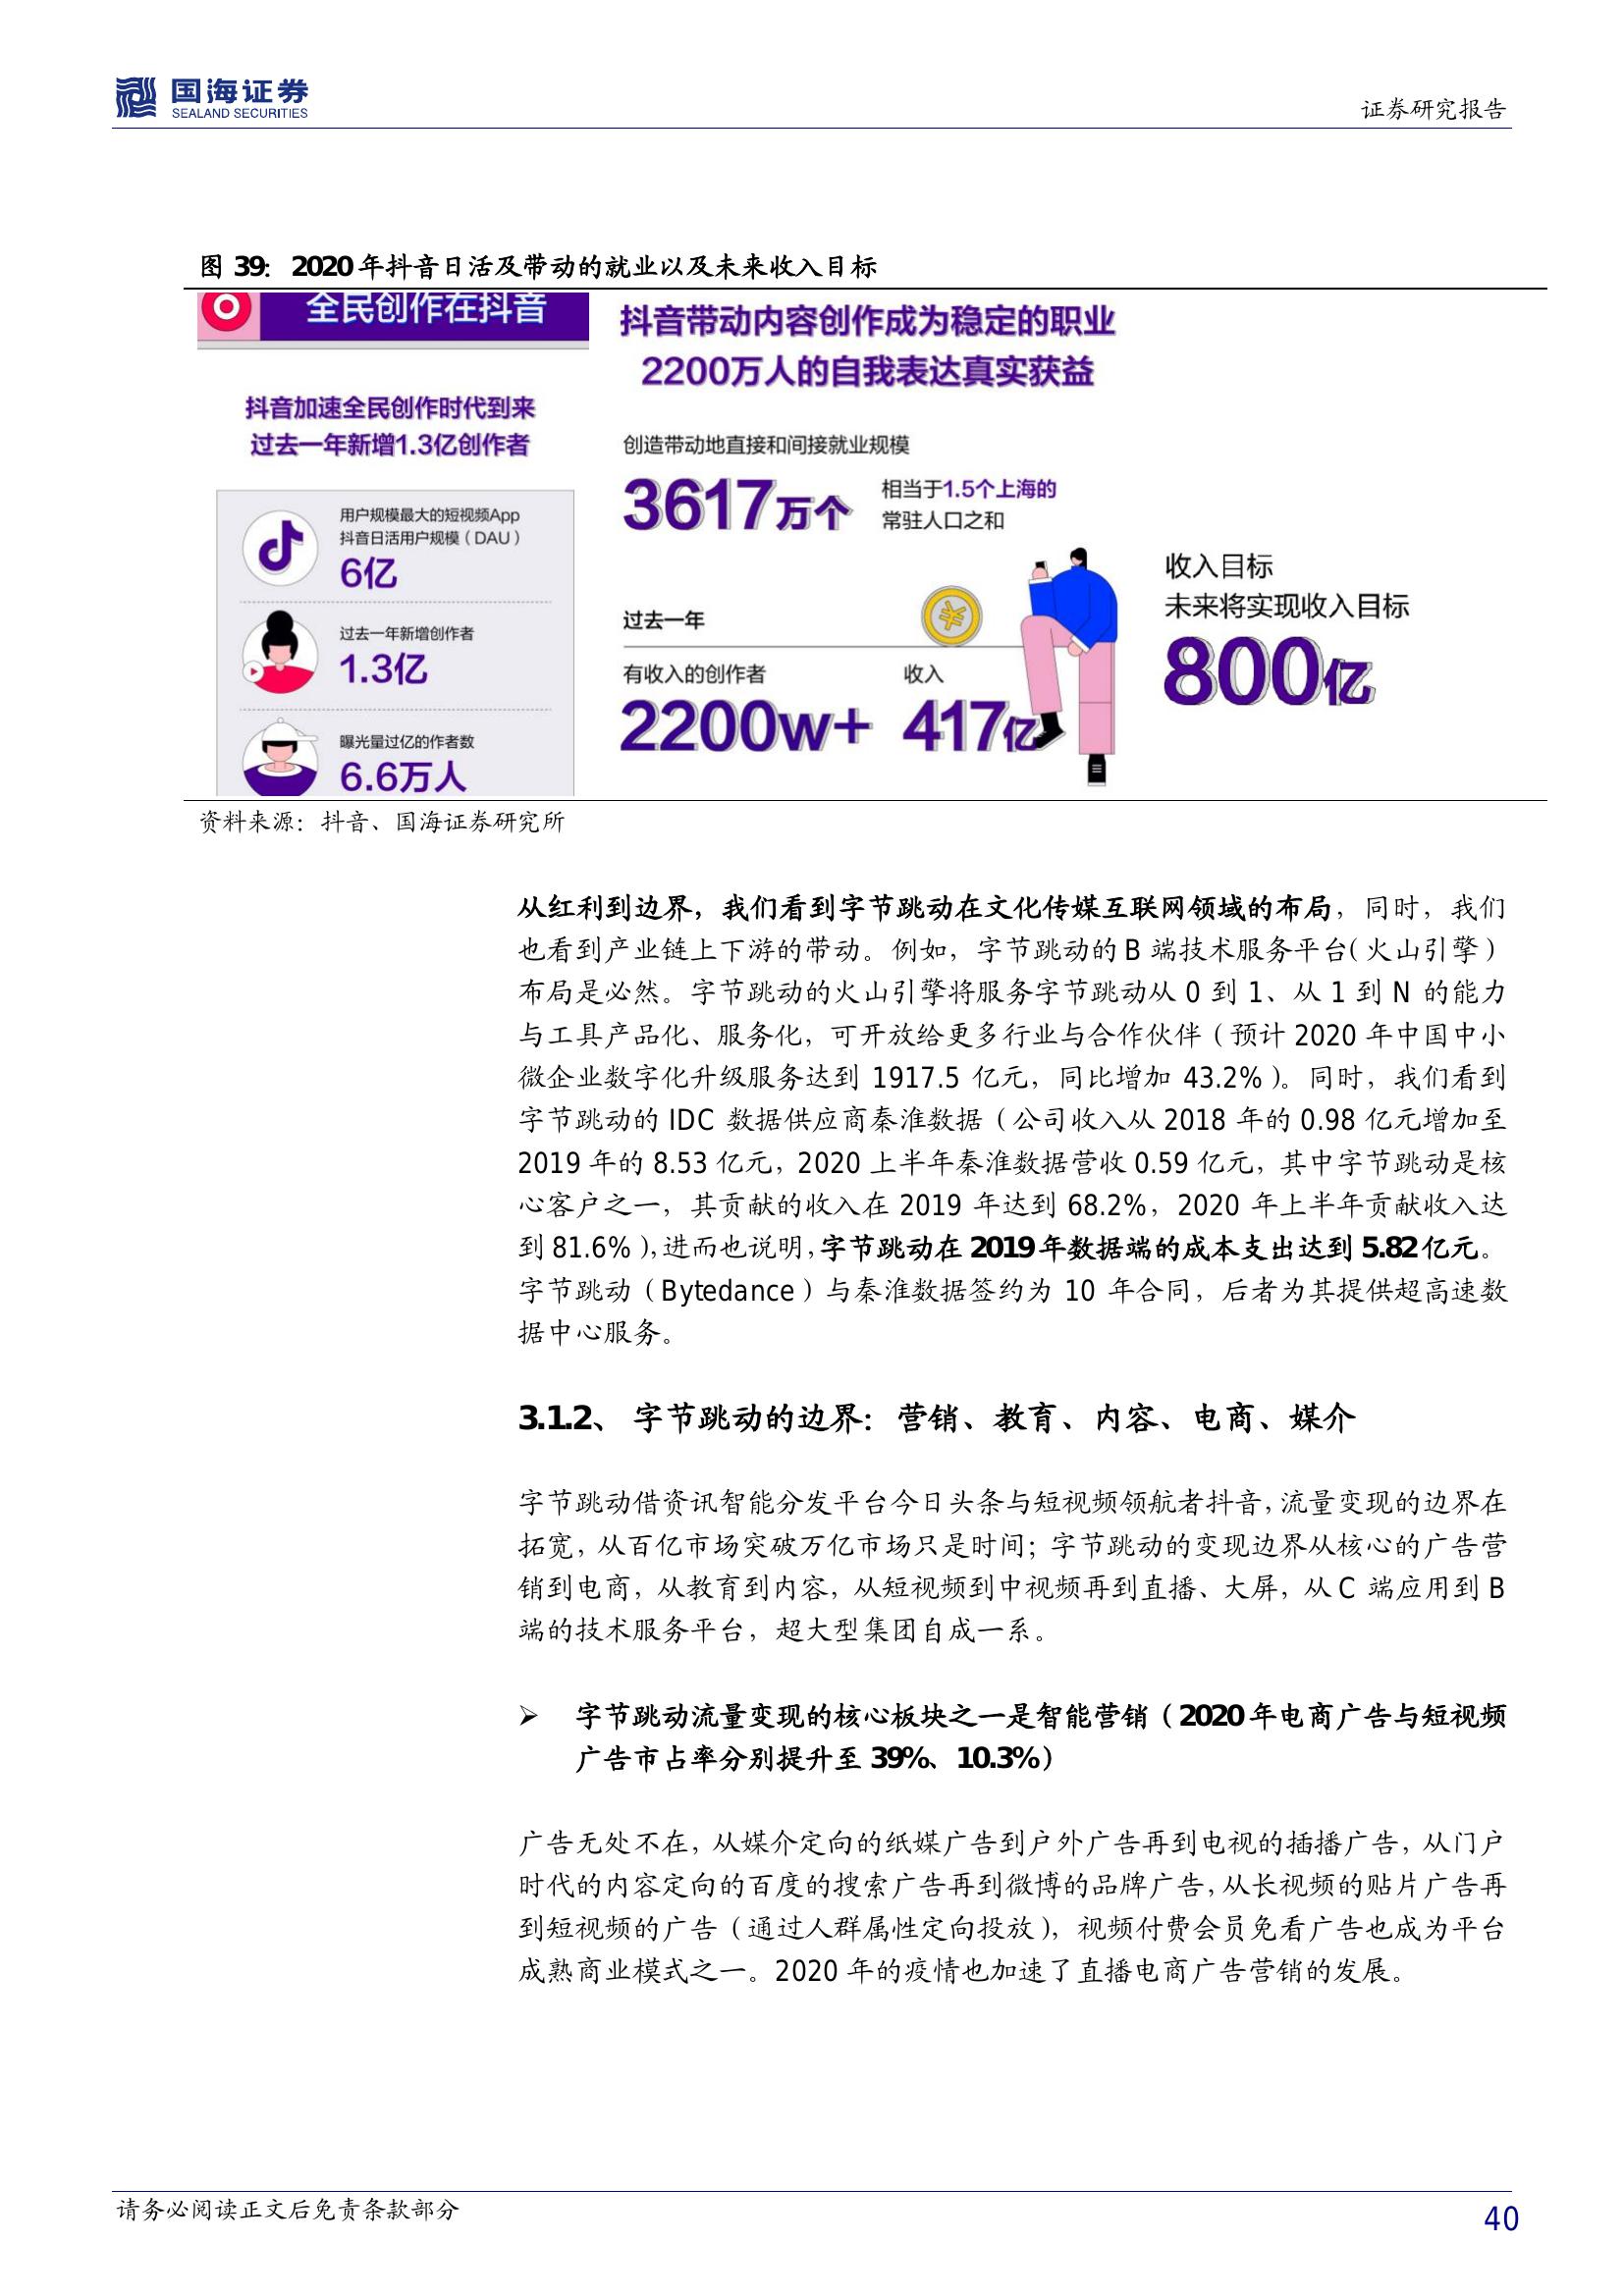 国海证券
SEALAND SECURITIES
证券研究报告
图 39: 2020年抖音日活及带动的就业以及未来收入目标
全民创作在抖音
抖音加速全民创作时代到来
过去一年新增1.3亿创作者
用户规模最大的短视频App
抖音日活用户规模（DAU）
6亿
过去一年新增创作者
1.3亿
曝光量过亿的作者数
6.6万人
抖音带动内容创作成为稳定的职业
2200万人的自我表达真实获益
创造带动地直接和间接就业规模
3617万个
相当于1.5个上海的
常驻人口之和
过去一年
有收入的创作者
2200w+
收入
417亿
收入目标
未来将实现收入目标
800亿
资料来源：抖音、国海证券研究所
从红利到边界，我们看到字节跳动在文化传媒互联网领域的布局，同时，我们
也看到产业链上下游的带动。例如，字节跳动的 B 端技术服务平台(火山引擎）
布局是必然。字节跳动的火山引擎将服务字节跳动从 0 到 1、从 1 到 N 的能力
与工具产品化、服务化，可开放给更多行业与合作伙伴（预计 2020 年中国中小
微企业数字化升级服务达到 1917.5 亿元，同比增加 43.2%）。同时，我们看到
字节跳动的 IDC 数据供应商秦淮数据（公司收入从 2018 年的 0.98 亿元增加至
2019 年的 8.53 亿元，2020 上半年秦淮数据营收 0.59 亿元，其中字节跳动是核
心客户之一，其贡献的收入在 2019 年达到 68.2%，2020 年上半年贡献收入达
到 81.6%），进而也说明，字节跳动在 2019 年数据端的成本支出达到 5.82 亿元。
字节跳动（Bytedance）与秦淮数据签约为 10 年合同，后者为其提供超高速数
据中心服务。
3.1.2、 字节跳动的边界：营销、教育、内容、电商、媒介
字节跳动借资讯智能分发平台今日头条与短视频领航者抖音，流量变现的边界在
拓宽，从百亿市场突破万亿市场只是时间；字节跳动的变现边界从核心的广告营
销到电商，从教育到内容，从短视频到中视频再到直播、大屏，从 C 端应用到 B
端的技术服务平台，超大型集团自成一系。
➢ 字节跳动流量变现的核心板块之一是智能营销（2020 年电商广告与短视频
广告市占率分别提升至 39%、10.3%）
广告无处不在，从媒介定向的纸媒广告到户外广告再到电视的插播广告，从门户
时代的内容定向的百度的搜索广告再到微博的品牌广告，从长视频的贴片广告再
到短视频的广告（通过人群属性定向投放），视频付费会员免看广告也成为平台
成熟商业模式之一。2020 年的疫情也加速了直播电商广告营销的发展。
请务必阅读正文后免责条款部分
40